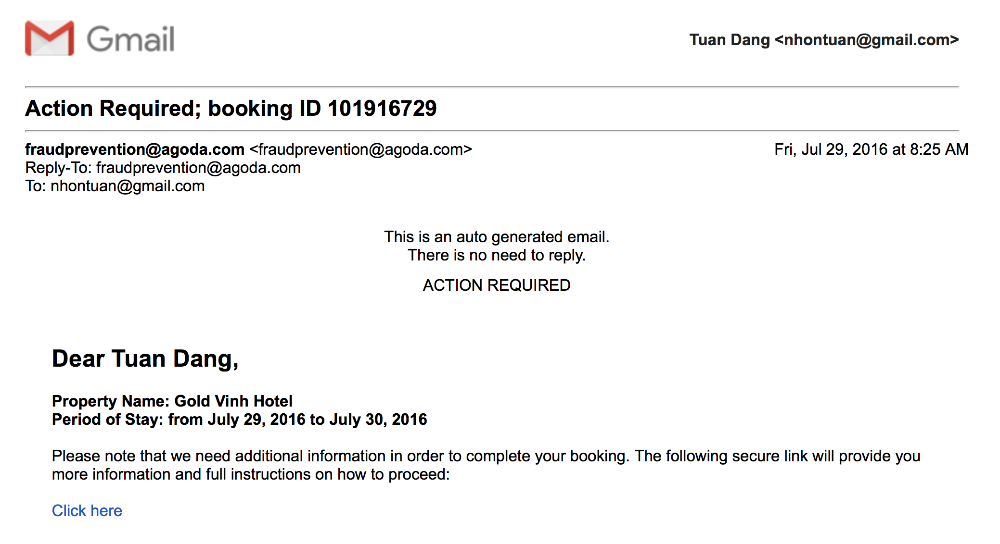 Gmail
Tuan Dang <nhontuan@gmail.com>
Action Required; booking ID 101916729
fraudprevention@agoda.com <fraudprevention@agoda.com>
Fri, Jul 29, 2016 at 8:25 AM
Reply-To: fraudprevention@agoda.com
To: nhontuan@gmail.com
This is an auto generated email.
There is no need to reply.
ACTION REQUIRED
Dear Tuan Dang,
Property Name: Gold Vinh Hotel
Period of Stay: from July 29, 2016 to July 30, 2016
Please note that we need additional information in order to complete your booking. The following secure link will provide you
more information and full instructions on how to proceed:
Click here